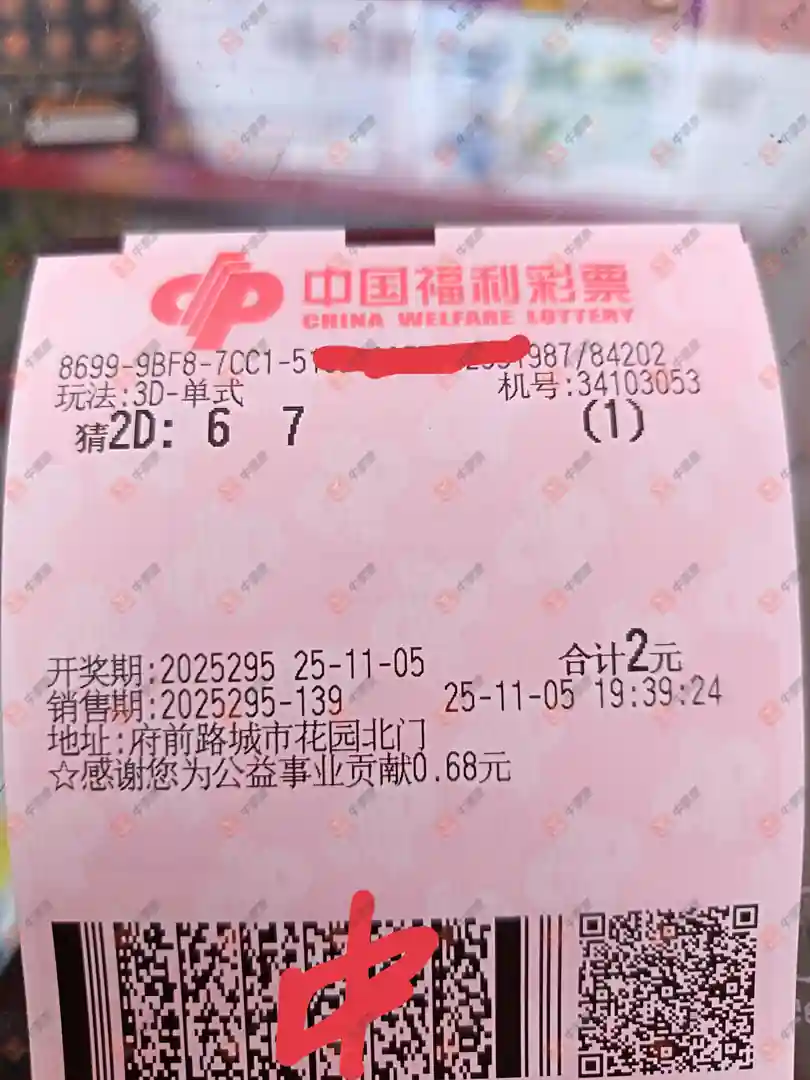 中国福利彩票
CHINA WELFARE LOTTERY
8699-9BF8-7CC1-51 987/84202
玩法:3D-单式 机号:34103053
猜2D: 6 7 (1)
开奖期:2025295 25-11-05 合计2元
销售期:2025295-139 25-11-05 19:39:24
地址:府前路城市花园北门
☆感谢您为公益事业贡献0.68元
中